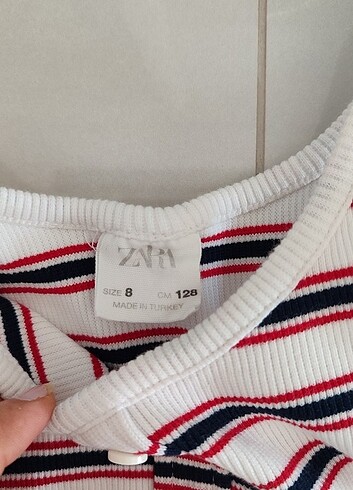 ZARA
SIZE 8 CM 128
MADE IN TURKEY